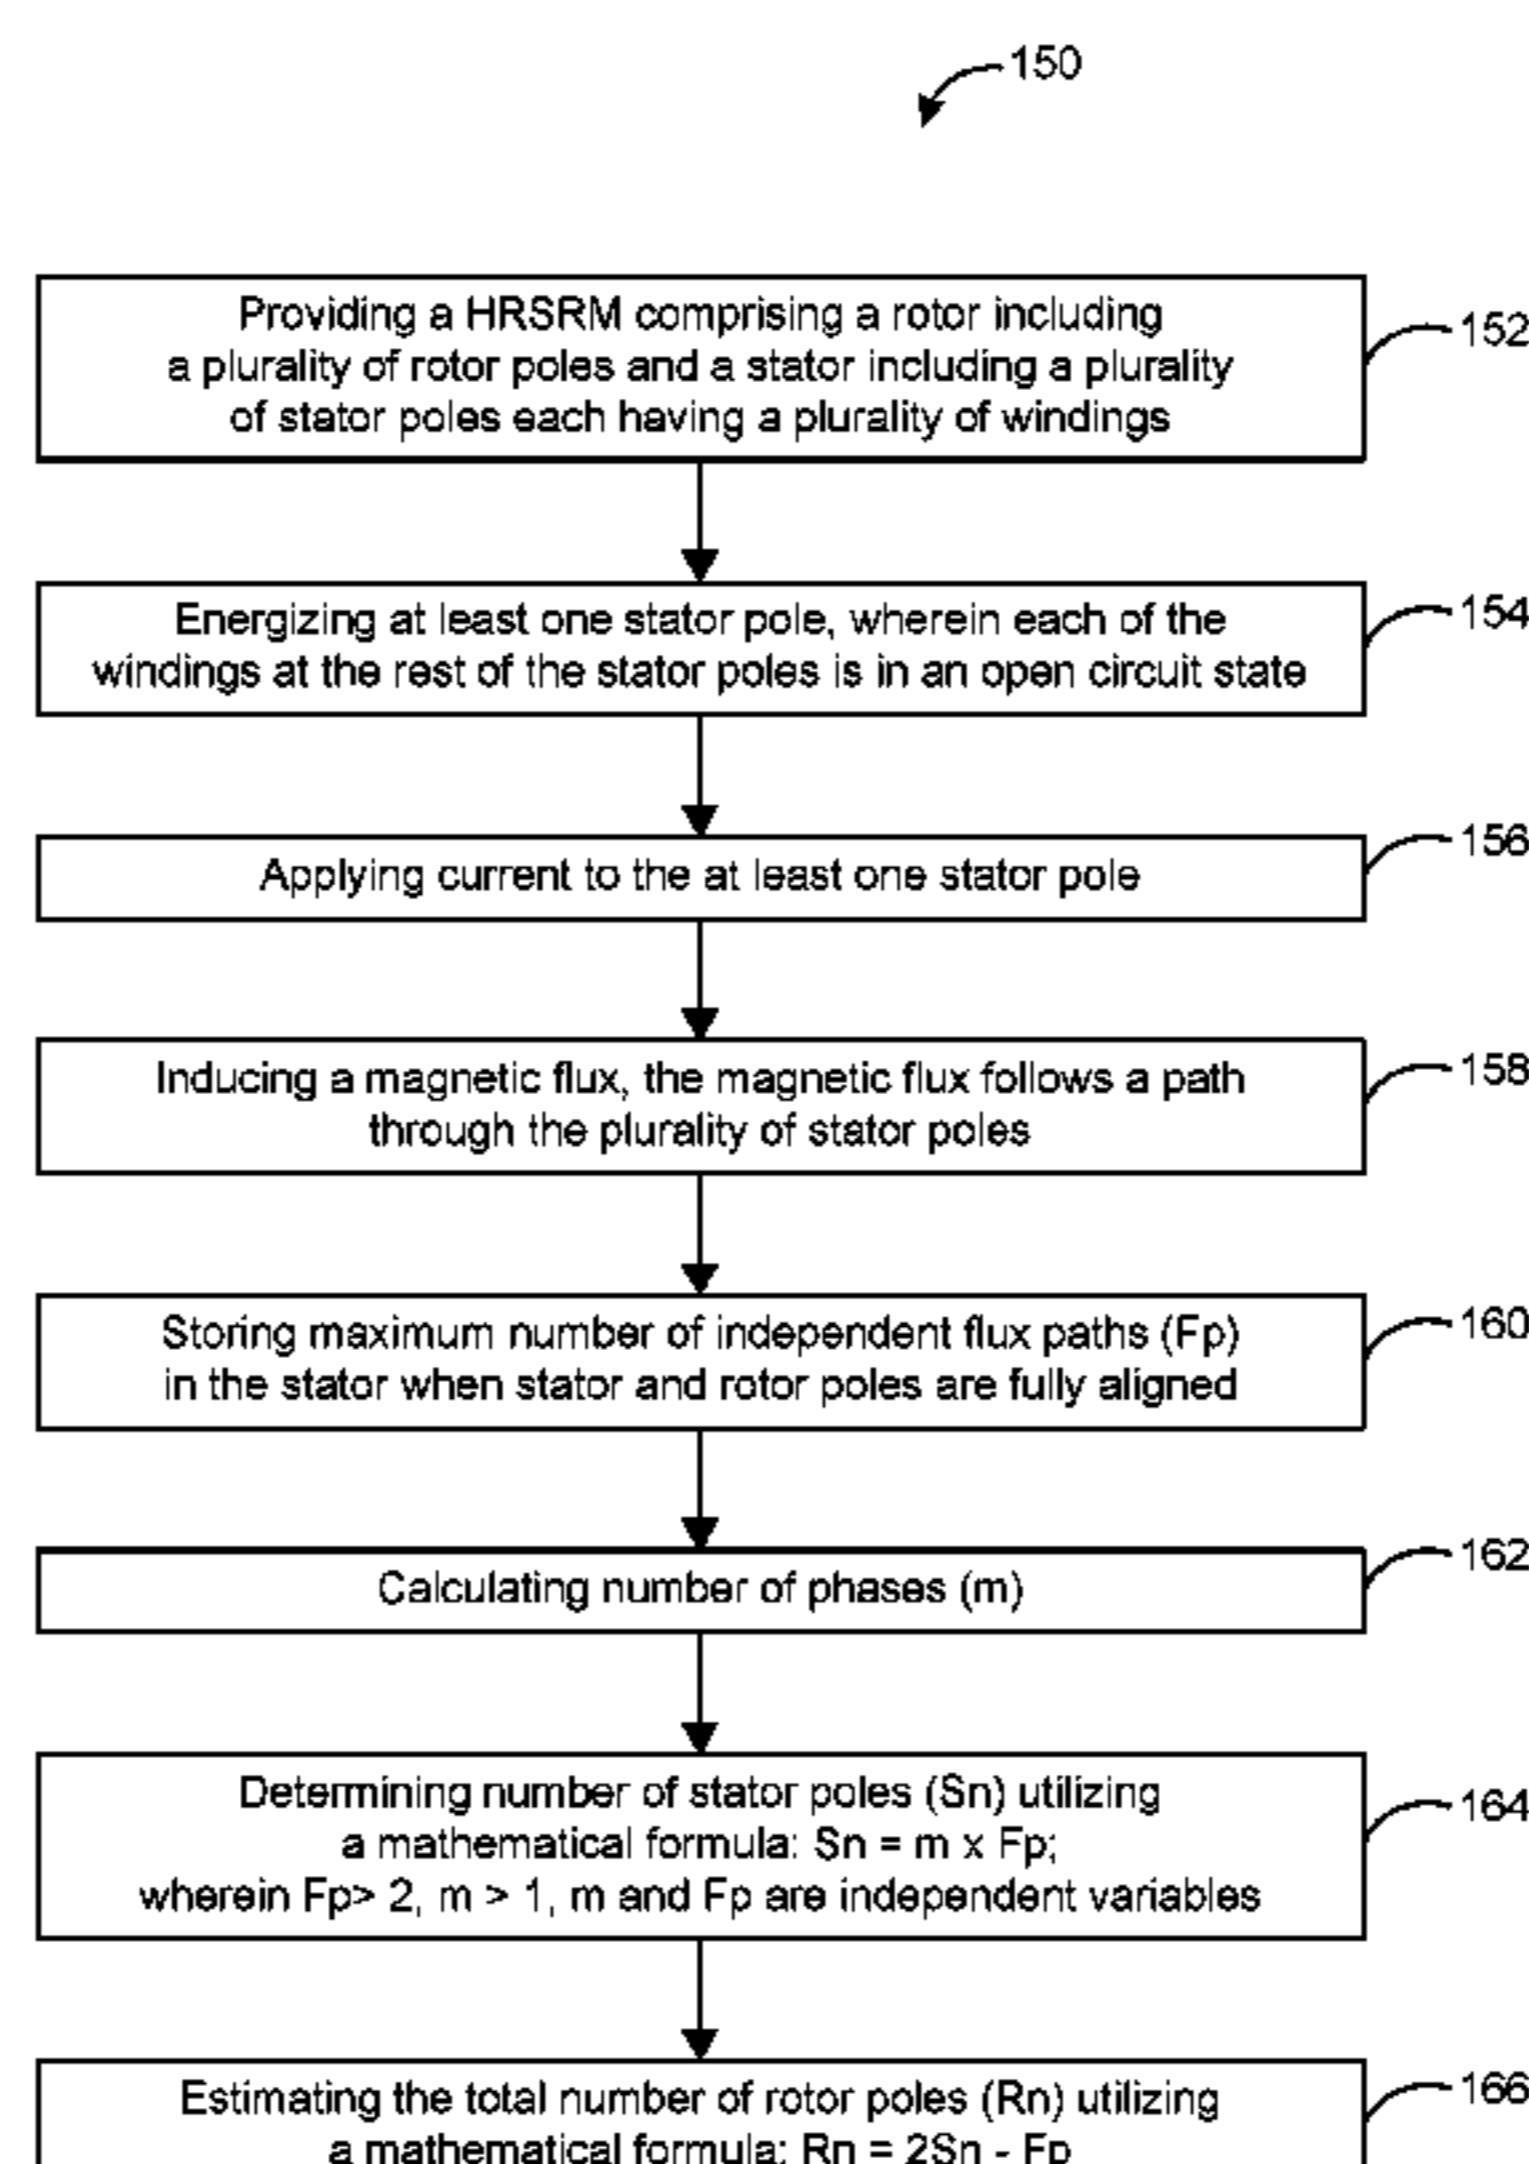 150
Providing a HRSRM comprising a rotor including
a plurality of rotor poles and a stator including a plurality
of stator poles each having a plurality of windings
152
Energizing at least one stator pole, wherein each of the
windings at the rest of the stator poles is in an open circuit state
154
Applying current to the at least one stator pole
156
Inducing a magnetic flux, the magnetic flux follows a path
through the plurality of stator poles
158
Storing maximum number of independent flux paths (Fp)
in the stator when stator and rotor poles are fully aligned
160
Calculating number of phases (m)
162
Determining number of stator poles (Sn) utilizing
a mathematical formula: Sn = m x Fp;
wherein Fp> 2, m > 1, m and Fp are independent variables
164
Estimating the total number of rotor poles (Rn) utilizing
a mathematical formula: Rn = 2Sn - Fp
166